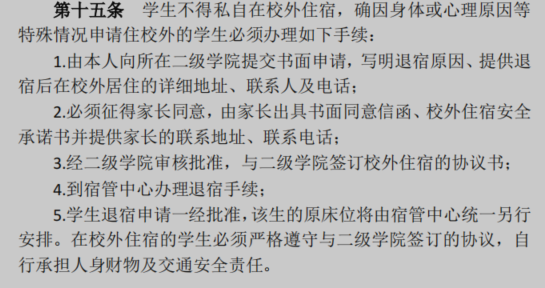 第十五条 学生不得私自在校外住宿，确因身体或心理原因等
特殊情况申请住校外的学生必须办理如下手续：
1.由本人向所在二级学院提交书面申请，写明退宿原因、提供退
宿后在校外居住的详细地址、联系人及电话；
2.必须征得家长同意，由家长出具书面同意信函、校外住宿安全
承诺书并提供家长的联系地址、联系电话；
3.经二级学院审核批准，与二级学院签订校外住宿的协议书；
4.到宿管中心办理退宿手续；
5.学生退宿申请一经批准，该生的原床位将由宿管中心统一另行
安排。在校外住宿的学生必须严格遵守与二级学院签订的协议，自
行承担人身财物及交通安全责任。